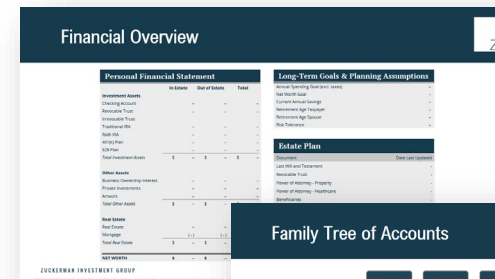 Financial Overview
Z
Personal Financial Statement
In Estate Out of Estate Total
Investment Assets
Checking Account - - -
Revocable Trust - - -
Irrevocable Trust - -
Traditional IRA - - -
Roth IRA - - -
401(k) Plan - - -
529 Plan - - -
Total Investment Assets $ - $ - $ -
Other Assets
Business Ownership Interest - - -
Private Investments - - -
Artwork - - -
Total Other Assets $ - $ - $ -
Real Estate
Real Estate - -
Mortgage (-) (-)
Total Real Estate $ - $ -
NET WORTH $ - $ -
Long-Term Goals & Planning Assumptions
Annual Spending Goal (excl. taxes) -
Net Worth Goal -
Current Annual Savings -
Retirement Age Taxpayer -
Retirement Age Spouse -
Risk Tolerance -
Estate Plan
Document Date Last Updated
Last Will and Testament -
Revocable Trust -
Power of Attorney - Property -
Power of Attorney - Healthcare -
Beneficiaries -
Family Tree of Accounts
ZUCKERMAN INVESTMENT GROUP